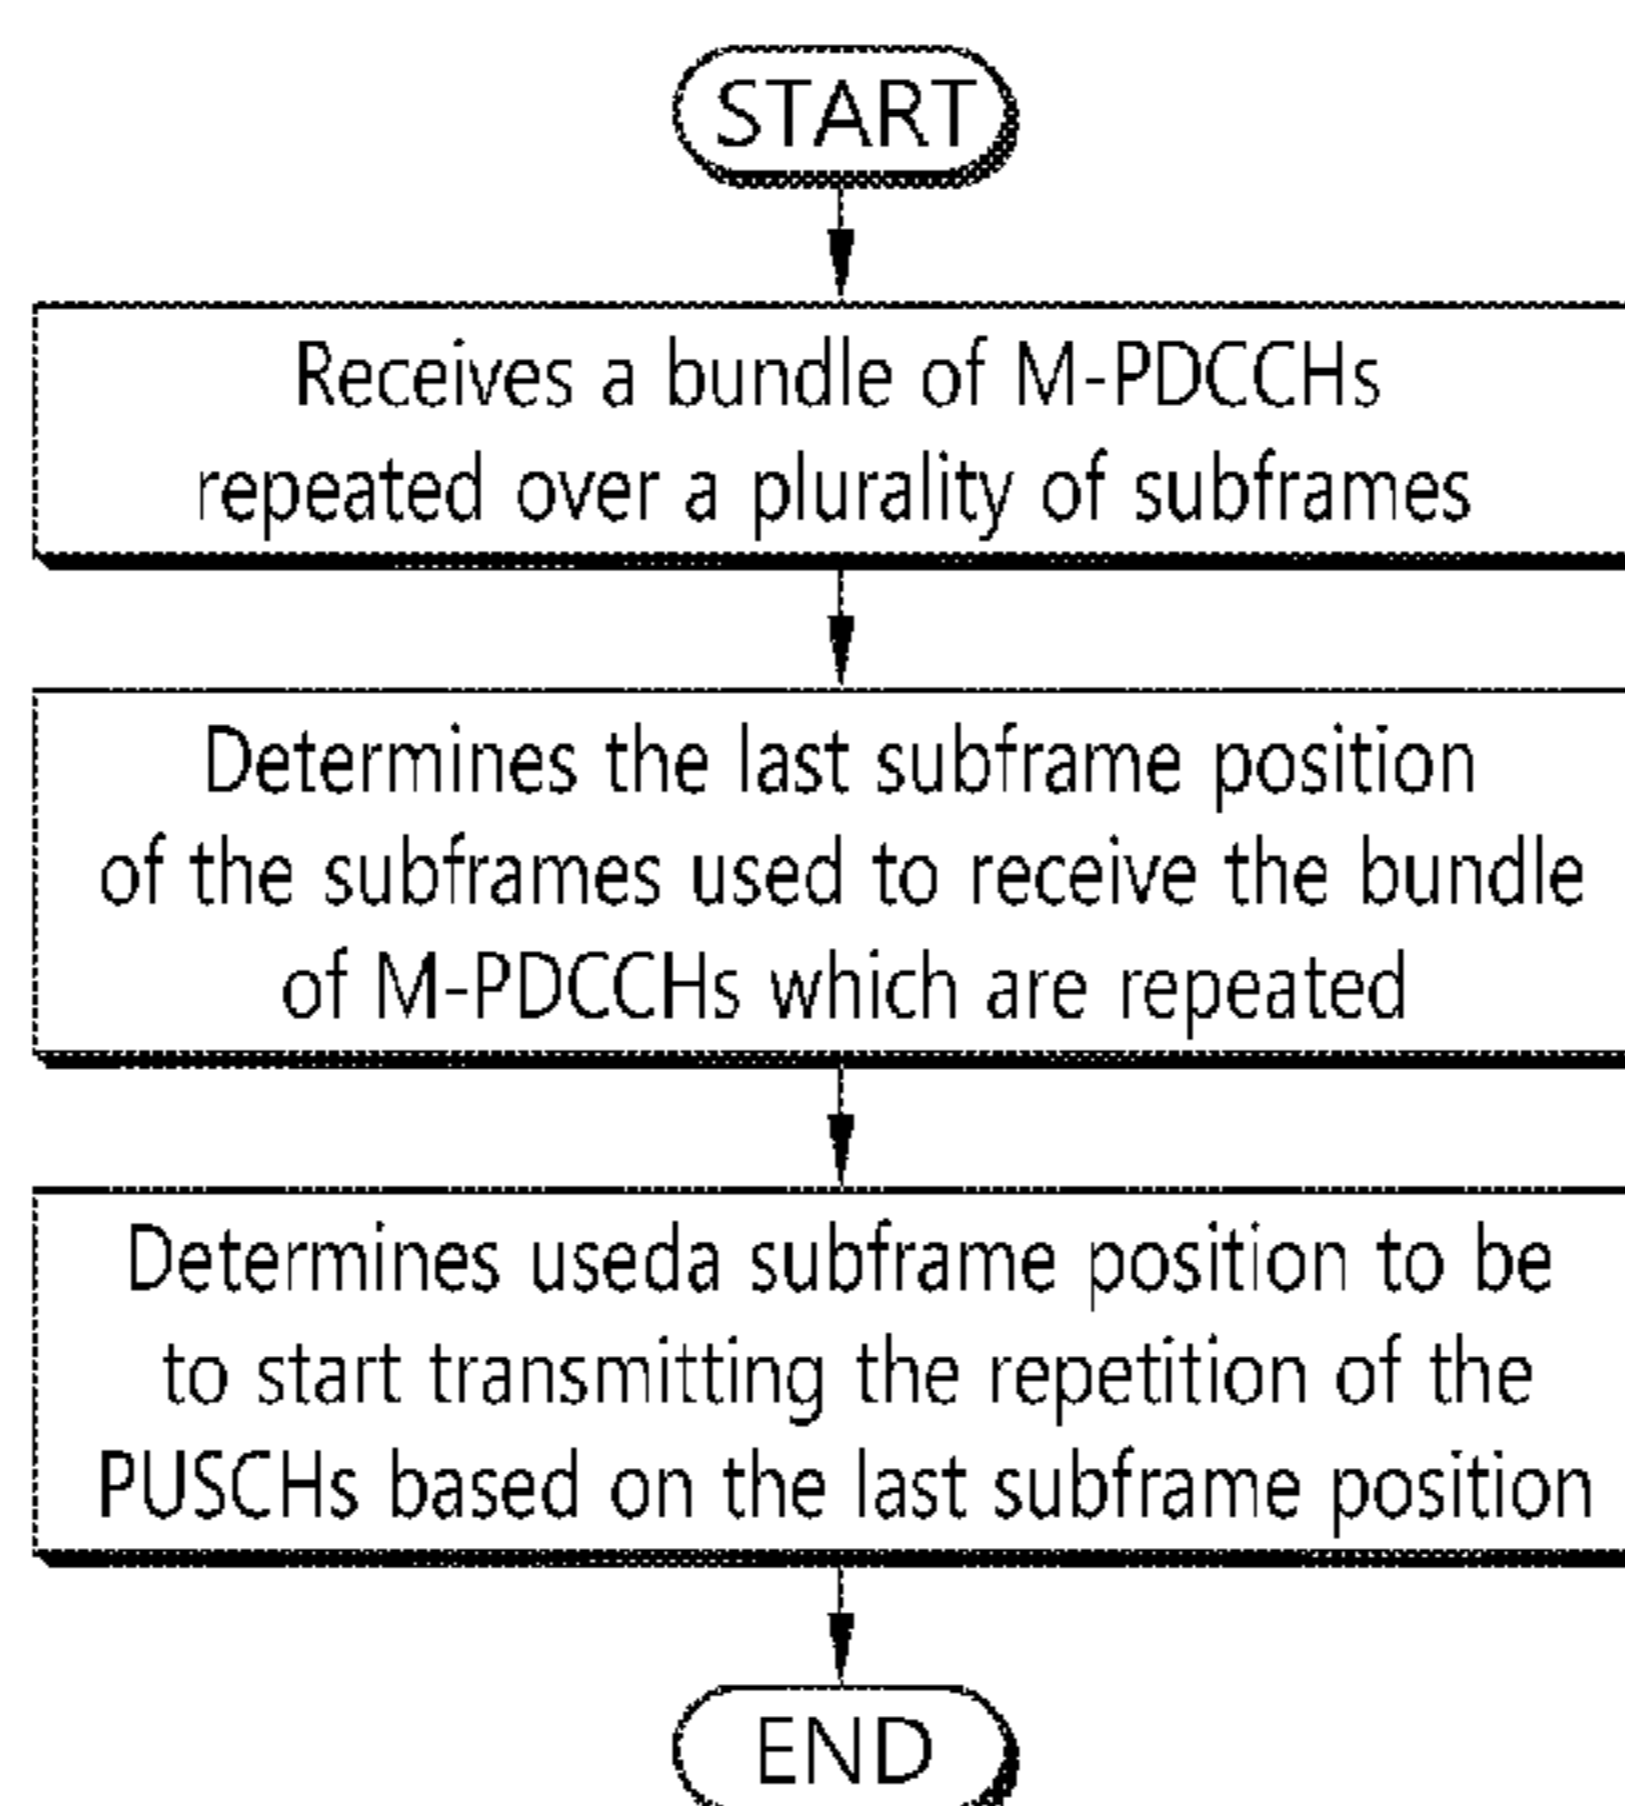 START
Receives a bundle of M-PDCCHs
repeated over a plurality of subframes
Determines the last subframe position
of the subframes used to receive the bundle
of M-PDCCHs which are repeated
Determines useda subframe position to be
to start transmitting the repetition of the
PUSCHs based on the last subframe position
END